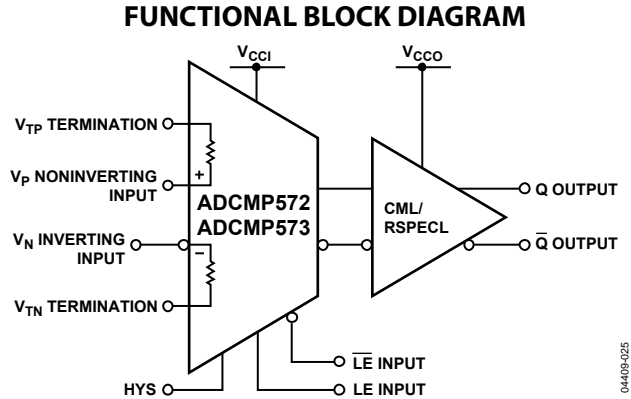 FUNCTIONAL BLOCK DIAGRAM
VCCI
VCCO
VTP TERMINATION
VP NONINVERTING
INPUT
+
ADCMP572
ADCMP573
CML/
RSPECL
Q OUTPUT
VN INVERTING
INPUT
–
Q̅ OUTPUT
VTN TERMINATION
L̅E̅ INPUT
HYS
LE INPUT
04409-025